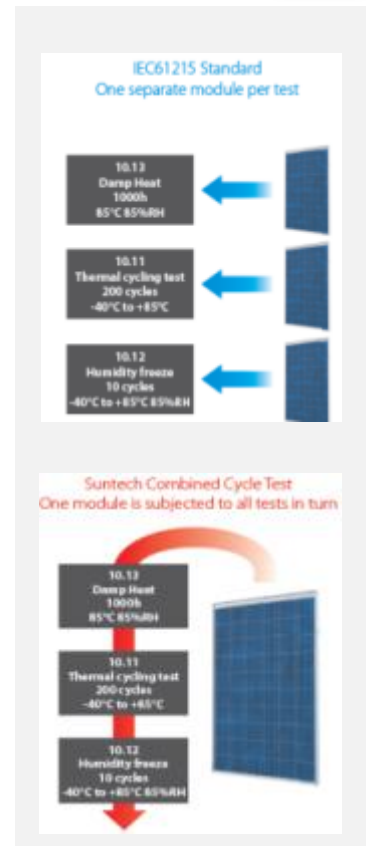 IEC61215 Standard
One separate module per test
10.13
Damp Heat
1000h
85°C 85%RH
10.11
Thermal cycling test
200 cycles
-40°C to +85°C
10.12
Humidity freeze
10 cycles
-40°C to +85°C 85%RH
Suntech Combined Cycle Test
One module is subjected to all tests in turn
10.13
Damp Heat
1000h
85°C 85%RH
10.11
Thermal cycling test
200 cycles
-40°C to +85°C
10.12
Humidity freeze
10 cycles
-40°C to +85°C 85%RH